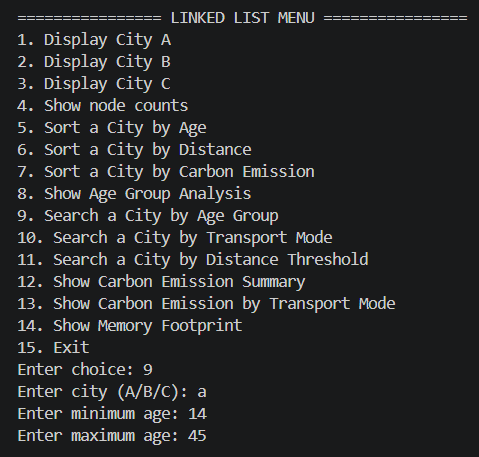 ================ LINKED LIST MENU ================
1. Display City A
2. Display City B
3. Display City C
4. Show node counts
5. Sort a City by Age
6. Sort a City by Distance
7. Sort a City by Carbon Emission
8. Show Age Group Analysis
9. Search a City by Age Group
10. Search a City by Transport Mode
11. Search a City by Distance Threshold
12. Show Carbon Emission Summary
13. Show Carbon Emission by Transport Mode
14. Show Memory Footprint
15. Exit
Enter choice: 9
Enter city (A/B/C): a
Enter minimum age: 14
Enter maximum age: 45